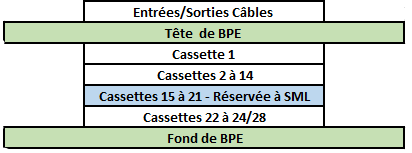 Entrées/Sorties Câbles
Tête de BPE
Cassette 1
Cassettes 2 à 14
Cassettes 15 à 21 - Réservée à SML
Cassettes 22 à 24/28
Fond de BPE